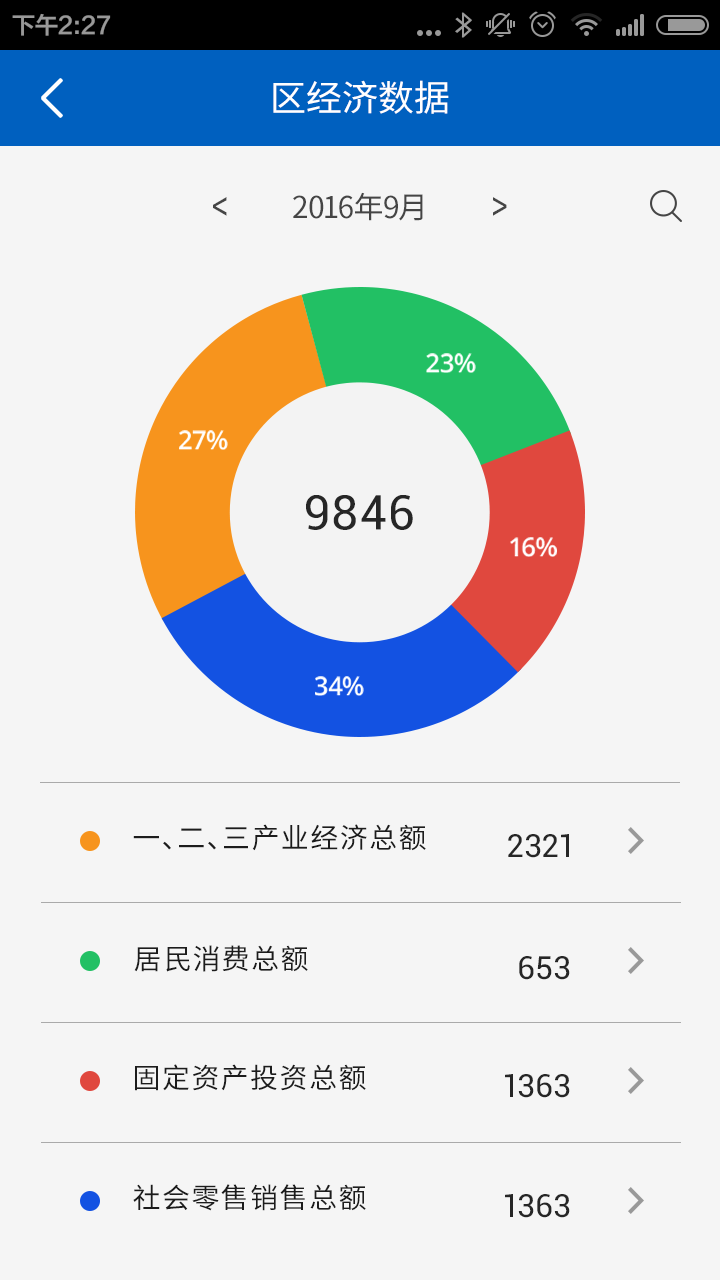 下午2:27
区经济数据
< 2016年9月 >
23%
27%
9846
16%
34%
一、二、三产业经济总额 2321
居民消费总额 653
固定资产投资总额 1363
社会零售销售总额 1363